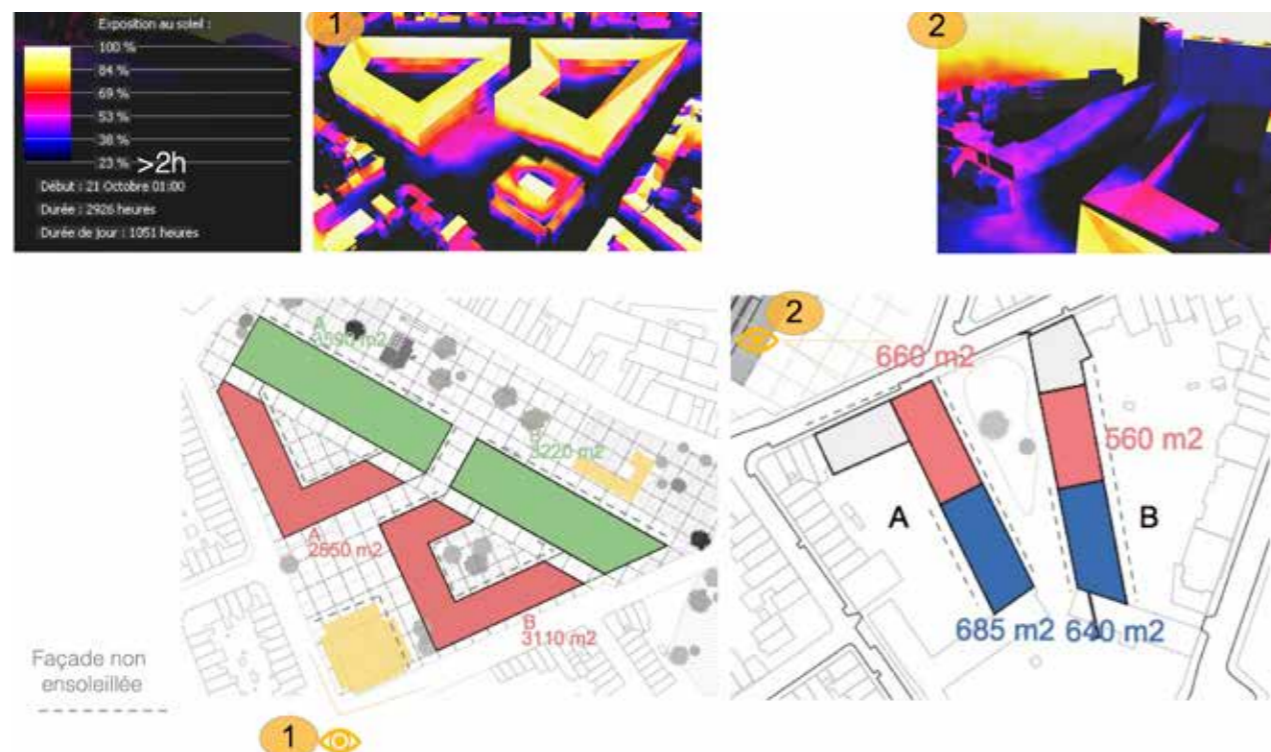 Exposition au soleil :
100 %
84 %
69 %
53 %
38 %
23 % >2h
Début : 21 Octobre 01:00
Durée : 2926 heures
Durée de jour : 1051 heures
1
2
A
m2
3220 m2
A
2650 m2
B
3110 m2
Façade non
ensoleillée
1
2
660 m2
560 m2
A
B
685 m2
640 m2